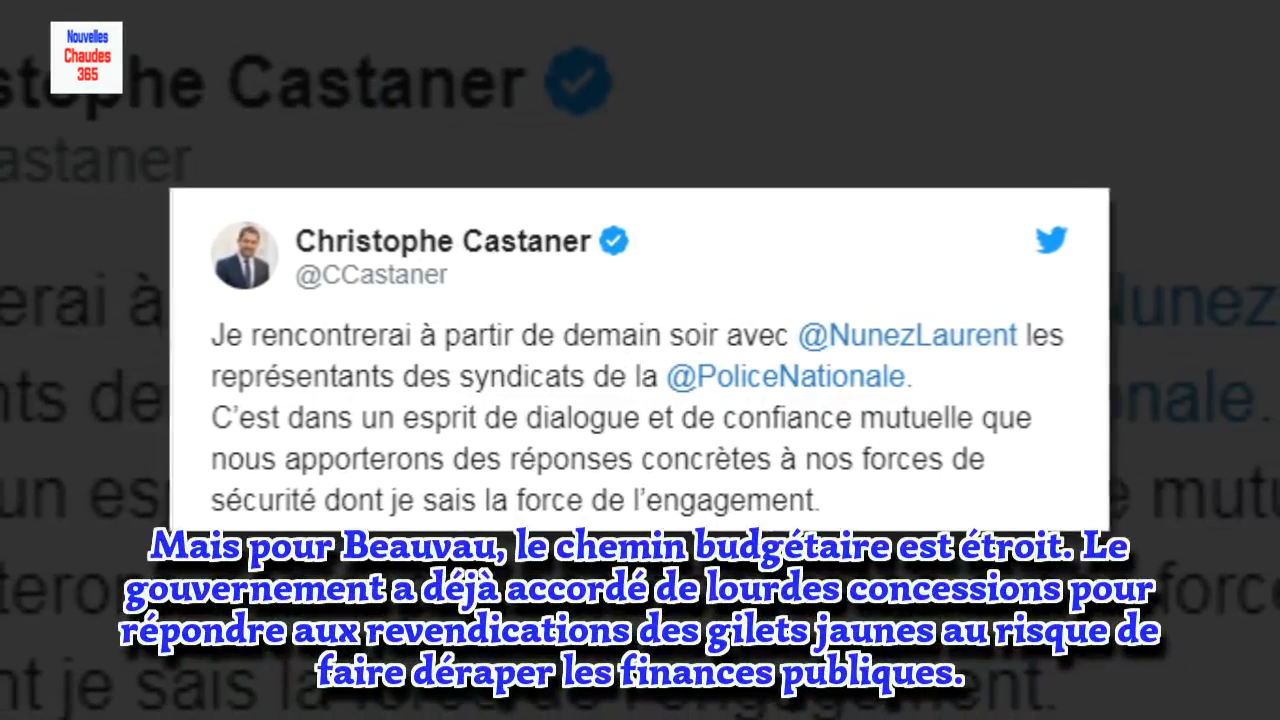 Nouvelles
Chaudes
365
stophe Castaner
astaner
Christophe Castaner
@CCastaner
Je rencontrerai à partir de demain soir avec @NunezLaurent les
représentants des syndicats de la @PoliceNationale.
C’est dans un esprit de dialogue et de confiance mutuelle que
nous apporterons des réponses concrètes à nos forces de
sécurité dont je sais la force de l’engagement.
Mais pour Beauvau, le chemin budgétaire est étroit. Le
gouvernement a déjà accordé de lourdes concessions pour
répondre aux revendications des gilets jaunes au risque de
faire déraper les finances publiques.